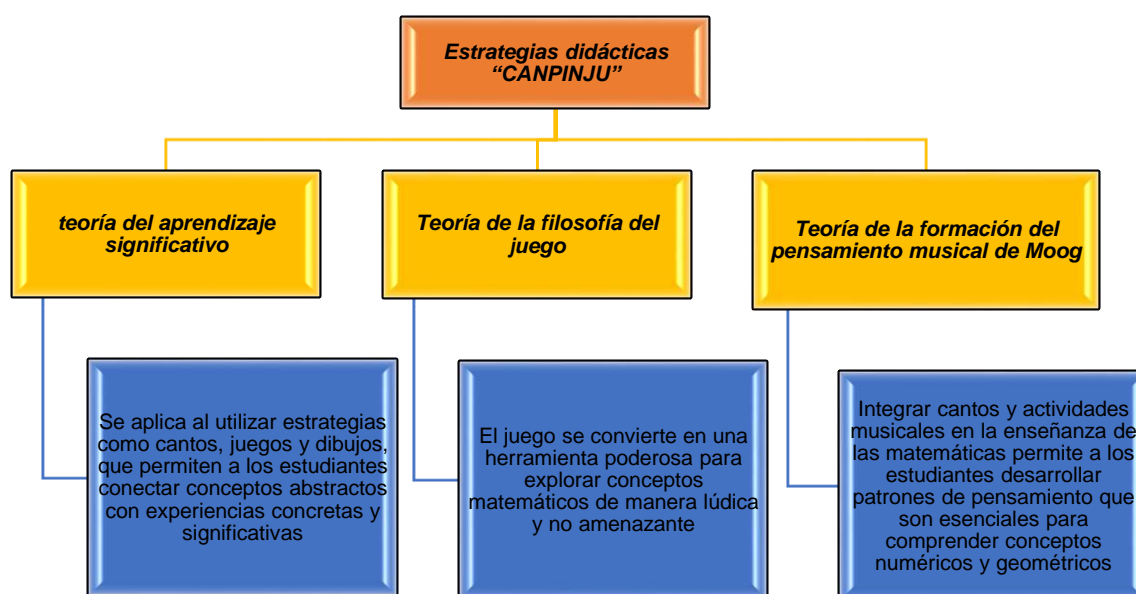 Estrategias didácticas
“CANPINJU”
teoría del aprendizaje
significativo
Teoría de la filosofía del
juego
Teoría de la formación del
pensamiento musical de Moog
Se aplica al utilizar estrategias
como cantos, juegos y dibujos,
que permiten a los estudiantes
conectar conceptos abstractos
con experiencias concretas y
significativas
El juego se convierte en una
herramienta poderosa para
explorar conceptos
matemáticos de manera lúdica
y no amenazante
Integrar cantos y actividades
musicales en la enseñanza de
las matemáticas permite a los
estudiantes desarrollar
patrones de pensamiento que
son esenciales para
comprender conceptos
numéricos y geométricos